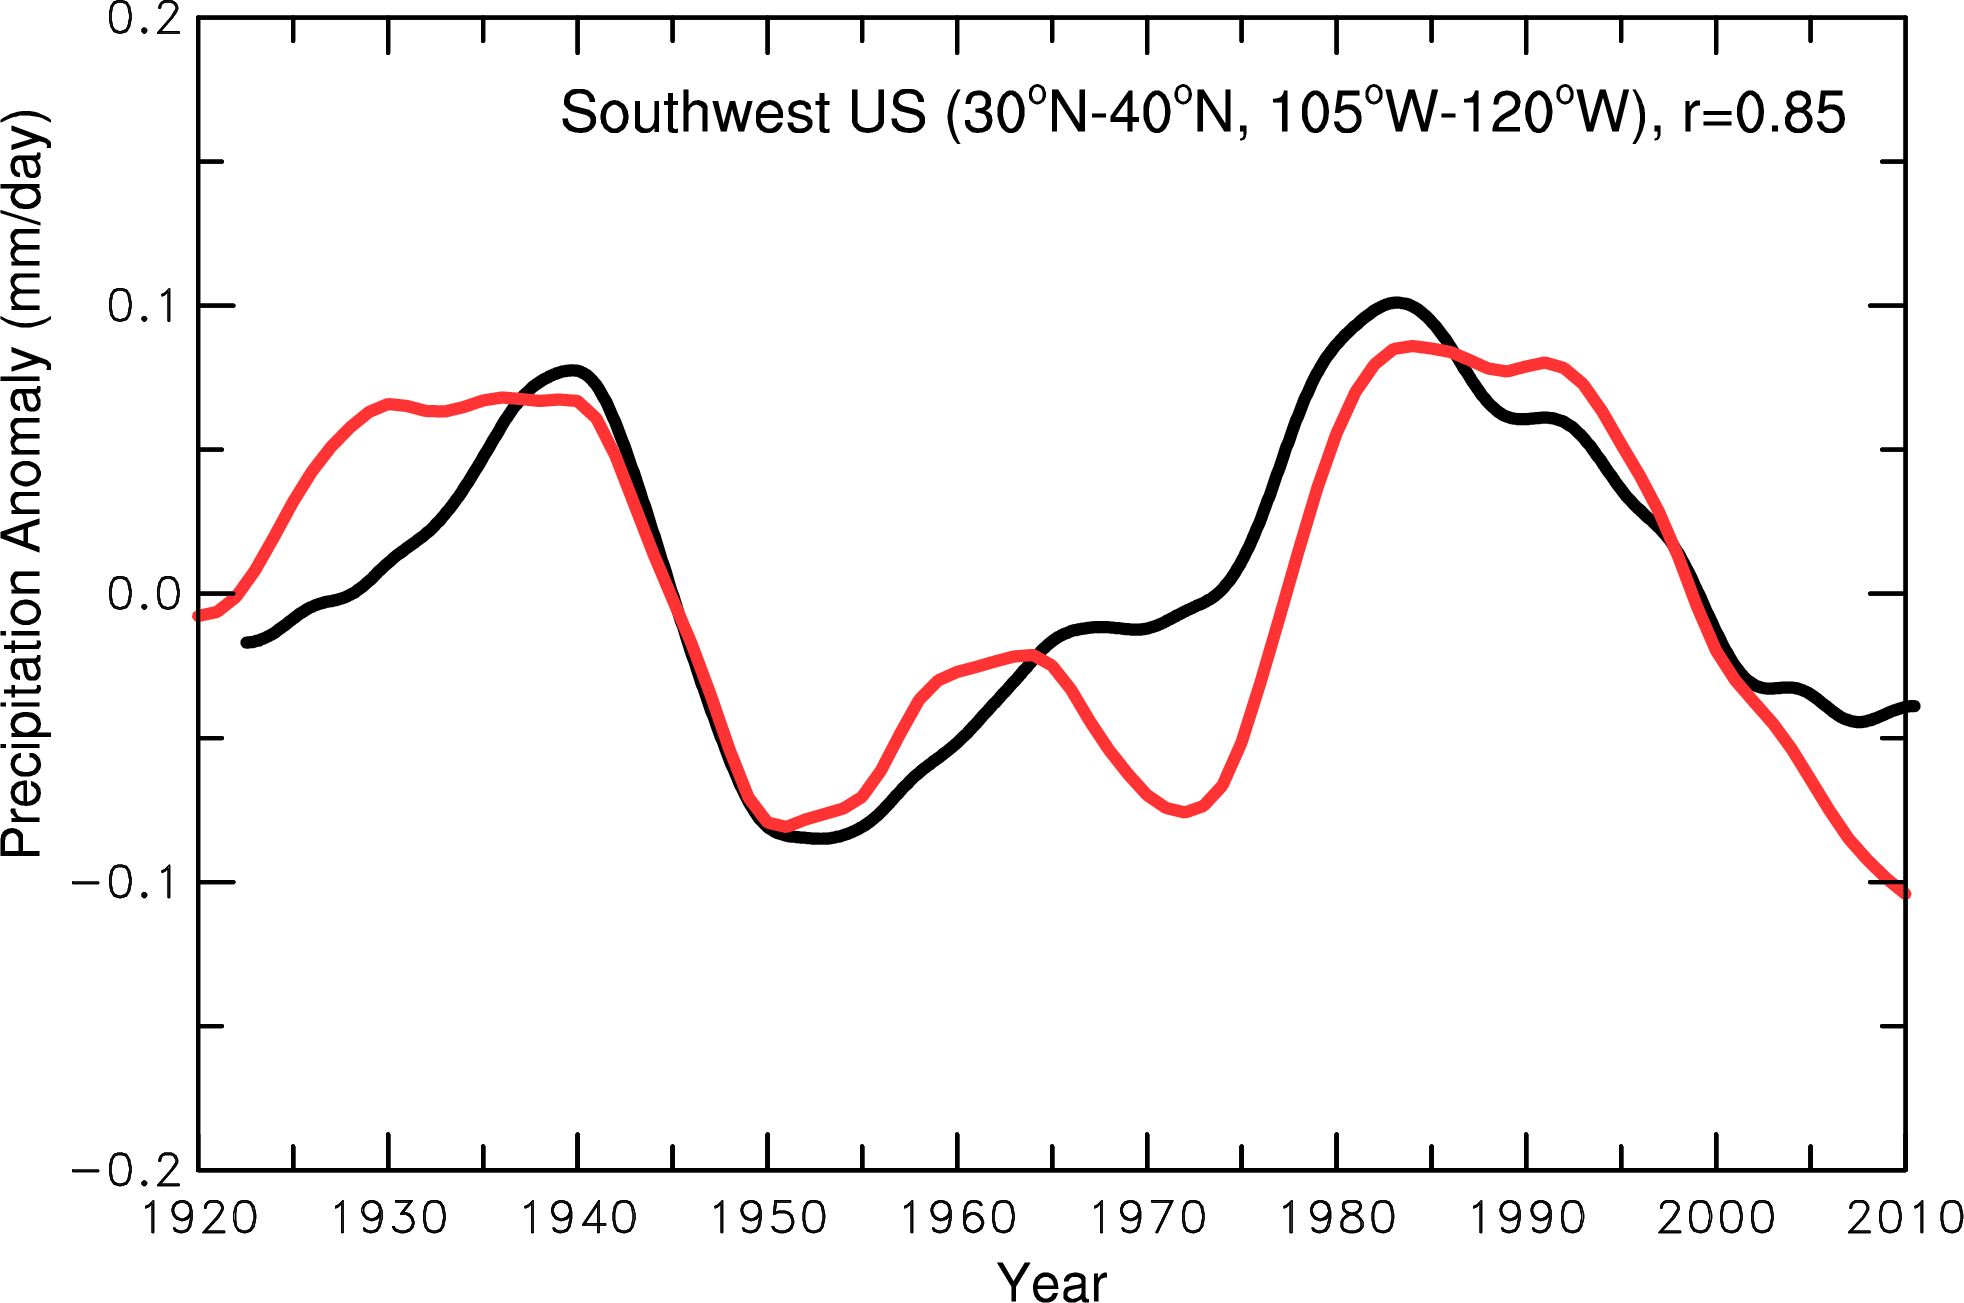 0.2
Southwest US (30°N-40°N, 105°W-120°W), r=0.85
Precipitation Anomaly (mm/day)
0.1
0.0
−0.1
−0.2
1920 1930 1940 1950 1960 1970 1980 1990 2000 2010
Year